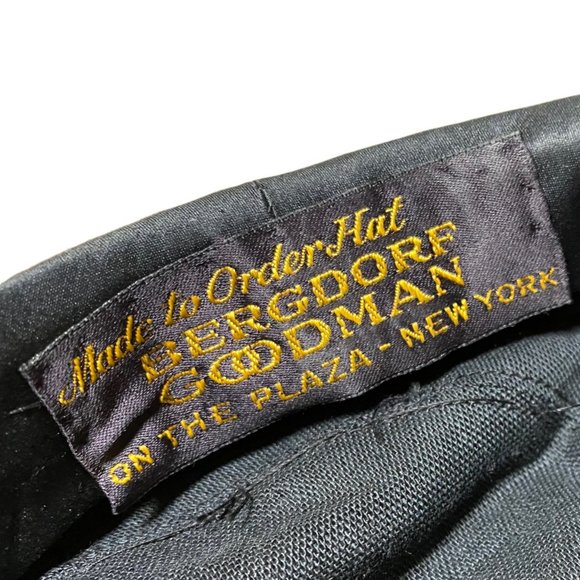 Made to Order Hat
BERGDORF
GOODMAN
ON THE PLAZA - NEW YORK